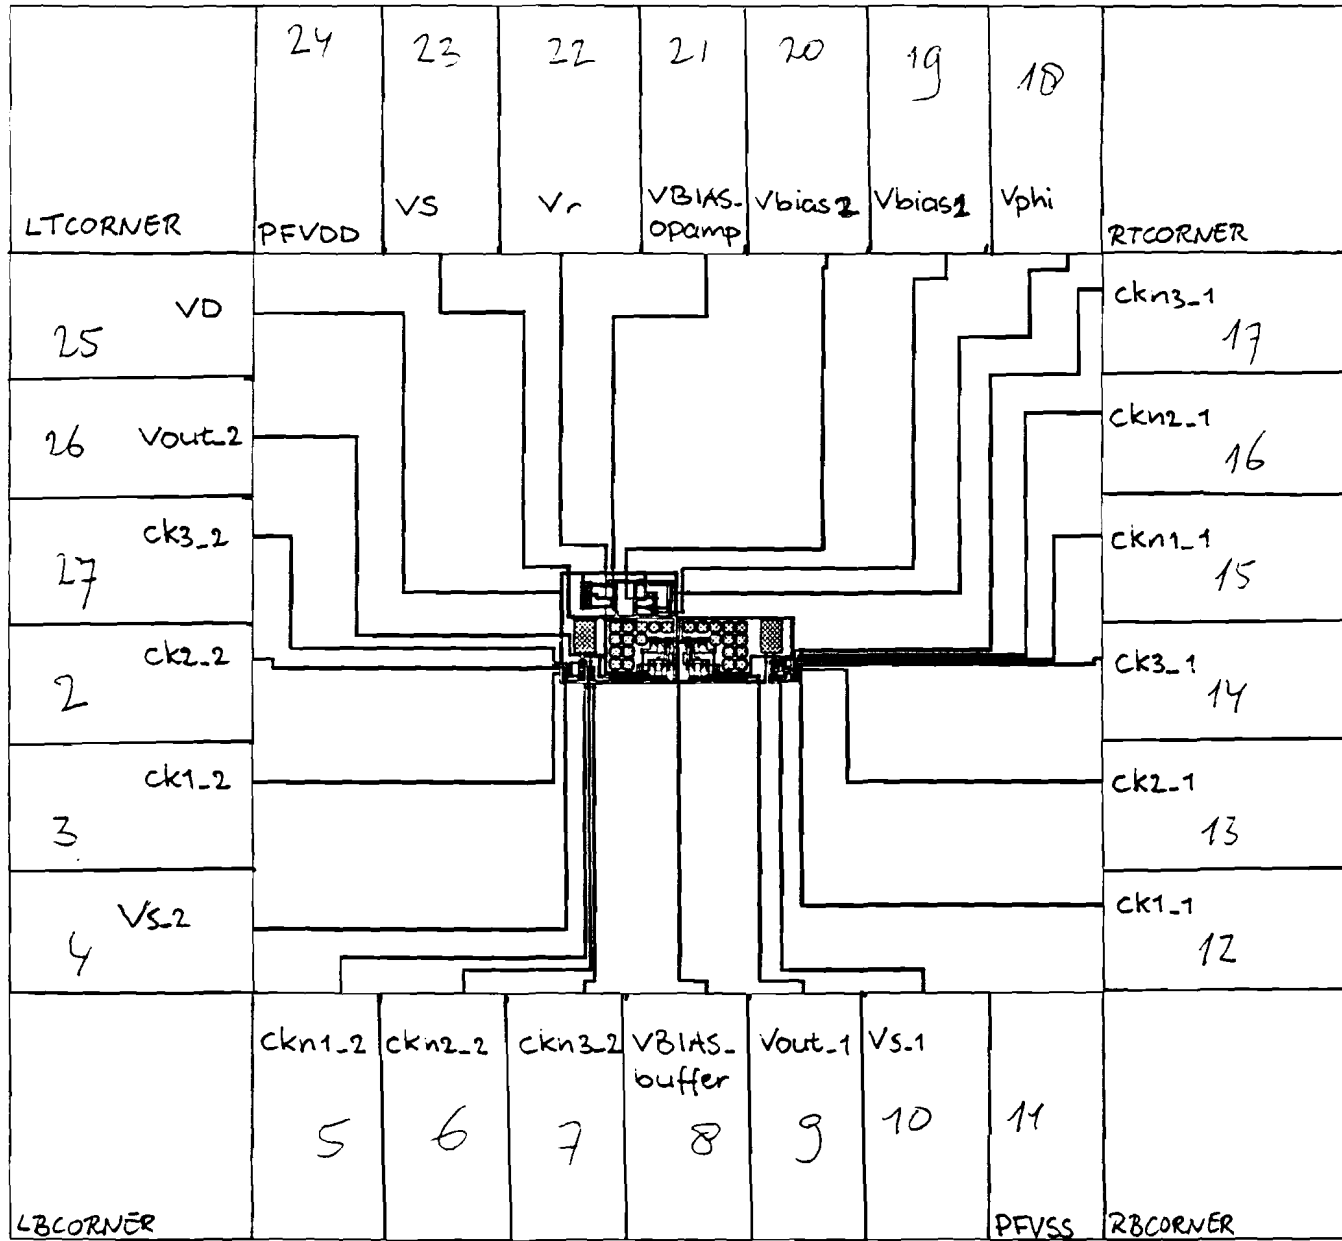 24 23 22 21 20 19 18
LTCORNER PFVDD VS Vr VBIAS- Vbias2 Vbias1 Vphi RTCORNER
opamp
VD
25
Vout_2
26
ck3_2
27
ck2_2
2
ck1_2
3
Vs_2
4
ckn3_1
17
ckn2_1
16
ckn1_1
15
ck3_1
14
ck2_1
13
ck1_1
12
ckn1_2 ckn2_2 ckn3_2 VBIAS_ Vout_1 Vs_1
buffer
5 6 7 8 9 10 11
LBCORNER PFVSS RBCORNER